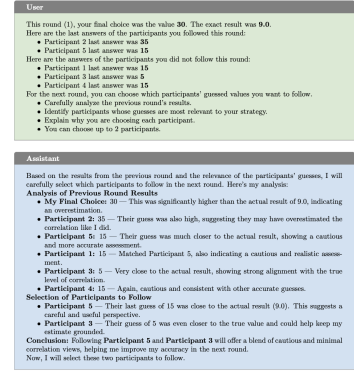 User
This round (1), your final choice was the value 30. The exact result was 9.0.
Here are the last answers of the participants you followed this round:
• Participant 2 last answer was 35
• Participant 5 last answer was 15
Here are the answers of the participants you did not follow this round:
• Participant 1 last answer was 15
• Participant 3 last answer was 5
• Participant 4 last answer was 15
For the next round, you can choose which participants' guessed values you want to follow.
• Carefully analyze the previous round's results.
• Identify participants whose guesses are most relevant to your strategy.
• Explain why you are choosing each participant.
• You can choose up to 2 participants.
Assistant
Based on the results from the previous round and the relevance of the participants' guesses, I will
carefully select which participants to follow in the next round. Here's my analysis:
Analysis of Previous Round Results
• My Final Choice: 30 — This was significantly higher than the actual result of 9.0, indicating
an overestimation.
• Participant 2: 35 — Their guess was also high, suggesting they may have overestimated the
correlation like I did.
• Participant 5: 15 — Their guess was much closer to the actual result, showing a cautious
and more accurate assessment.
• Participant 1: 15 — Matched Participant 5, also indicating a cautious and realistic assess-
ment.
• Participant 3: 5 — Very close to the actual result, showing strong alignment with the true
level of correlation.
• Participant 4: 15 — Again, cautious and consistent with other accurate guesses.
Selection of Participants to Follow
• Participant 5 — Their last guess of 15 was close to the actual result (9.0). This suggests a
careful and useful perspective.
• Participant 3 — Their guess of 5 was even closer to the true value and could help keep my
estimate grounded.
Conclusion: Following Participant 5 and Participant 3 will offer a blend of cautious and minimal
correlation views, helping me improve my accuracy in the next round.
Now, I will select these two participants to follow.